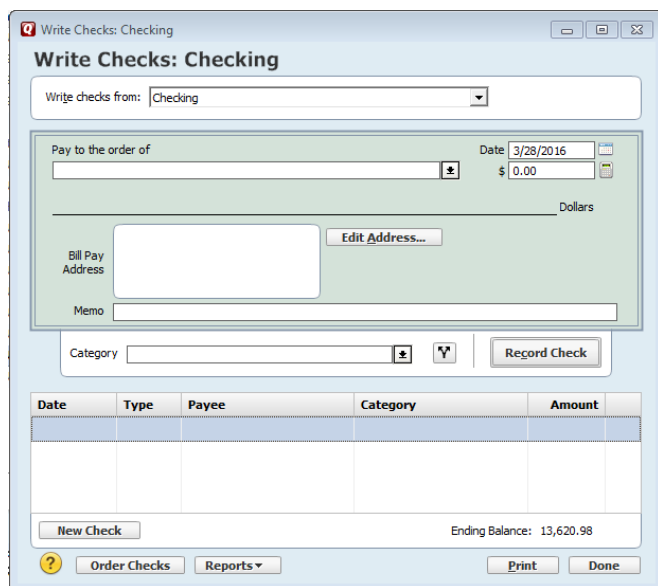 Write Checks: Checking
Write Checks: Checking
Write checks from: Checking
Pay to the order of
Date 3/28/2016
$ 0.00
Dollars
Bill Pay
Address
Edit Address...
Memo
Category
Record Check
Date Type Payee Category Amount
New Check
Ending Balance: 13,620.98
? Order Checks Reports Print Done